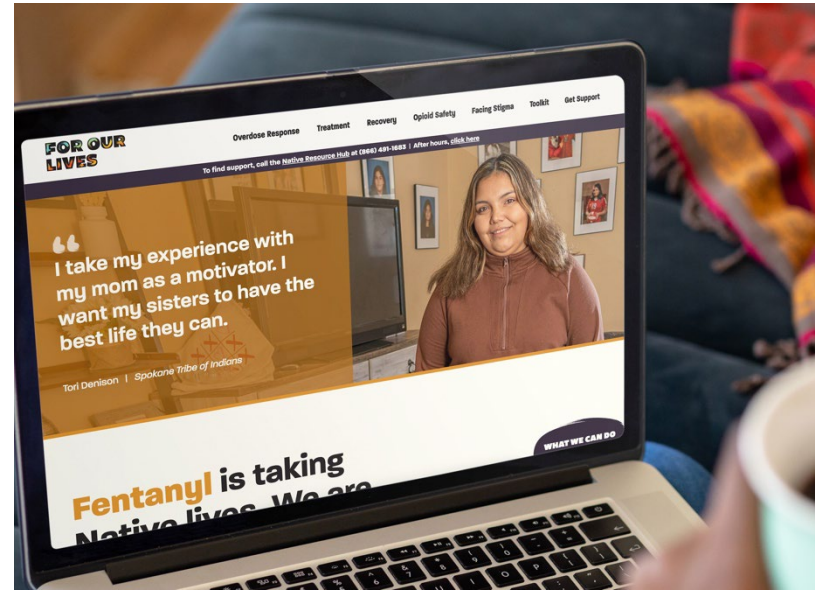 FOR OUR
LIVES
Overdose Response Treatment Recovery Opioid Safety Facing Stigma Toolkit Get Support
To find support, call the Native Resource Hub at (866) 491-1683 | After hours, click here
“
I take my experience with
my mom as a motivator. I
want my sisters to have the
best life they can.
Tori Denison | Spokane Tribe of Indians
WHAT WE CAN DO
Fentanyl is taking
Native lives. We are